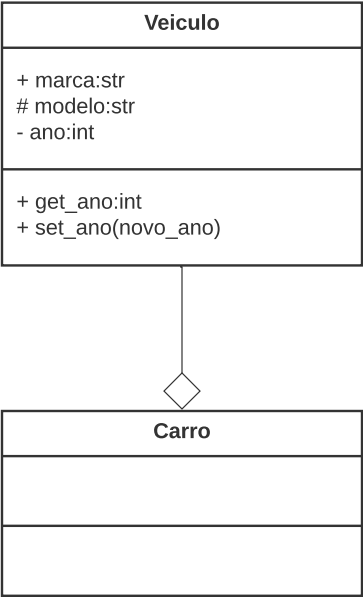 Veiculo
+ marca:str
# modelo:str
- ano:int
+ get_ano:int
+ set_ano(novo_ano)
Carro